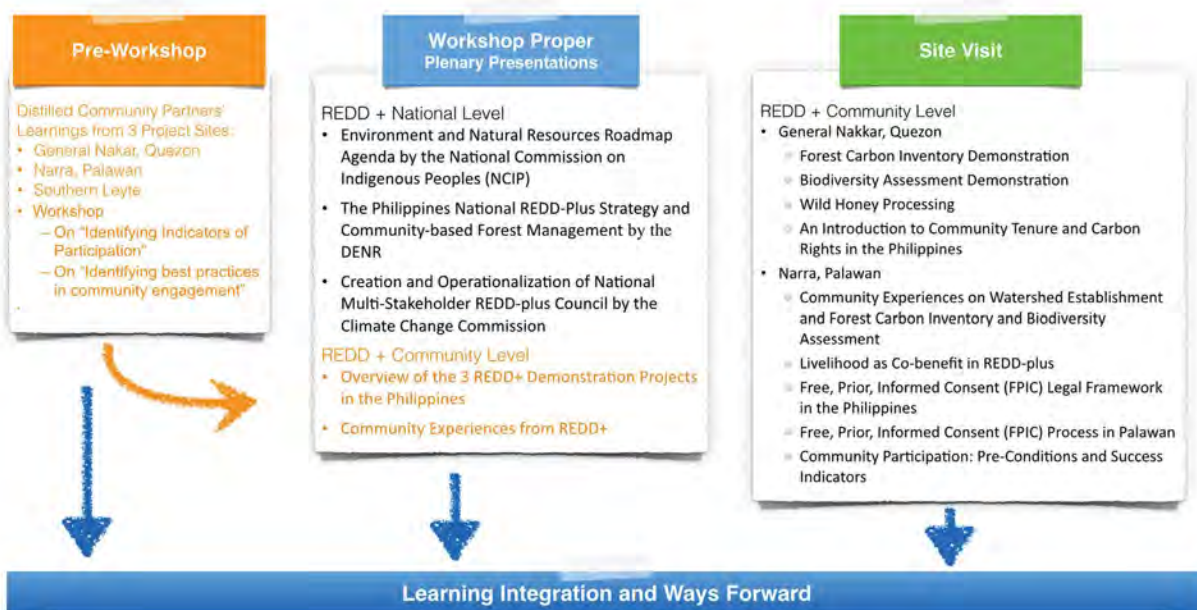 Pre-Workshop
Distilled Community Partners'
Learnings from 3 Project Sites:
• General Nakar, Quezon
• Narra, Palawan
• Southern Leyte
• Workshop
– On "Identifying Indicators of
Participation"
– On "Identifying best practices
in community engagement"
.
Workshop Proper
Plenary Presentations
REDD + National Level
• Environment and Natural Resources Roadmap
Agenda by the National Commission on
Indigenous Peoples (NCIP)
• The Philippines National REDD-Plus Strategy and
Community-based Forest Management by the
DENR
• Creation and Operationalization of National
Multi-Stakeholder REDD-plus Council by the
Climate Change Commission
REDD + Community Level
• Overview of the 3 REDD+ Demonstration Projects
in the Philippines
• Community Experiences from REDD+
Site Visit
REDD + Community Level
• General Nakkar, Quezon
Forest Carbon Inventory Demonstration
Biodiversity Assessment Demonstration
Wild Honey Processing
An Introduction to Community Tenure and Carbon
Rights in the Philippines
• Narra, Palawan
Community Experiences on Watershed Establishment
and Forest Carbon Inventory and Biodiversity
Assessment
Livelihood as Co-benefit in REDD-plus
Free, Prior, Informed Consent (FPIC) Legal Framework
in the Philippines
Free, Prior, Informed Consent (FPIC) Process in Palawan
Community Participation: Pre-Conditions and Success
Indicators
Learning Integration and Ways Forward